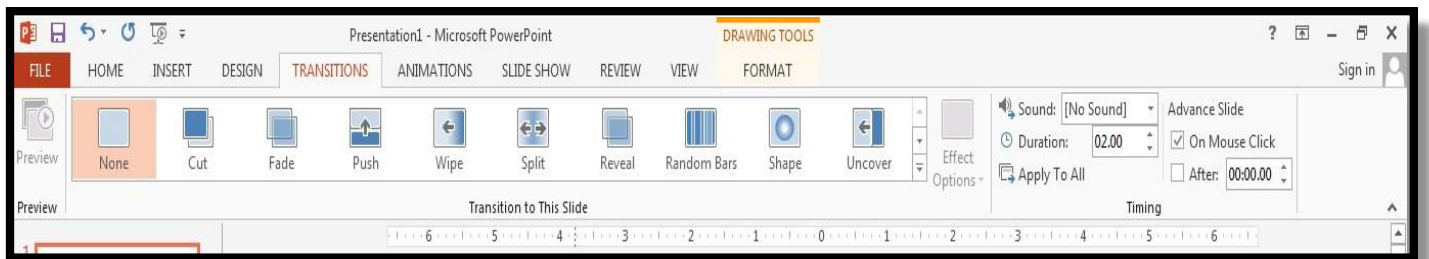 Presentation1 - Microsoft PowerPoint
DRAWING TOOLS
?
FILE HOME INSERT DESIGN TRANSITIONS ANIMATIONS SLIDE SHOW REVIEW VIEW FORMAT Sign in
Preview
None Cut Fade Push Wipe Split Reveal Random Bars Shape Uncover
Effect
Options
Sound: [No Sound]
Duration: 02.00
Apply To All
Advance Slide
On Mouse Click
After: 00:00.00
Preview Transition to This Slide Timing
1
6 5 4 3 2 1 0 1 2 3 4 5 6